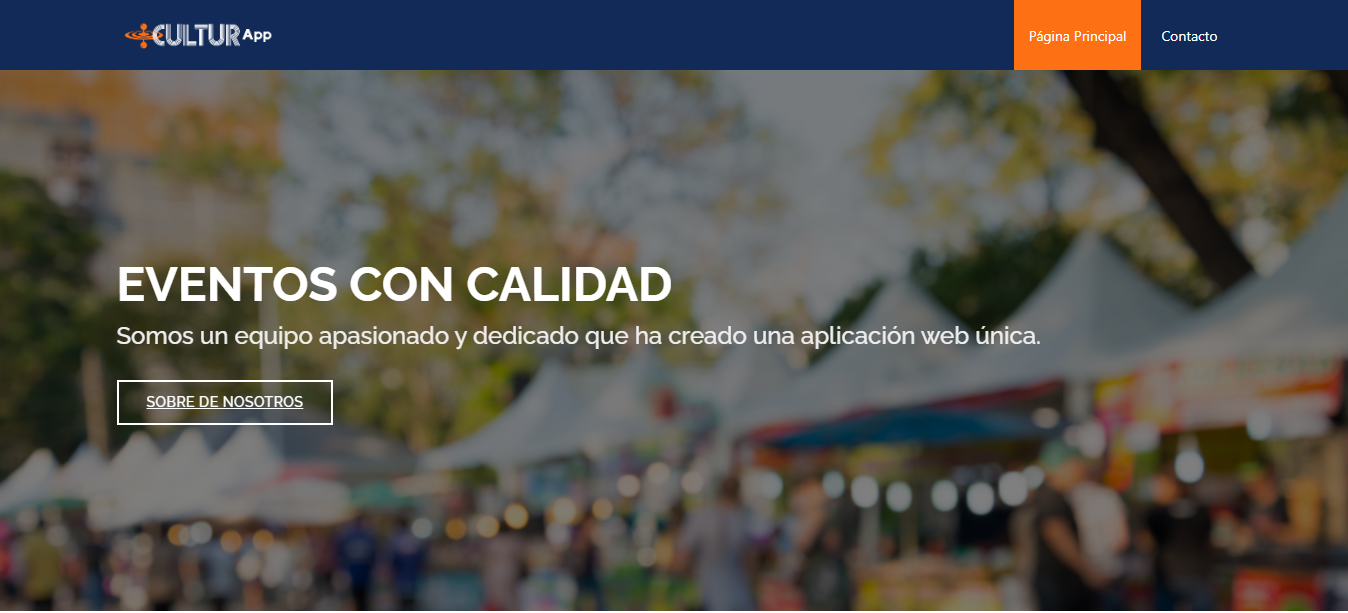 CULTUR App
Página Principal
Contacto
EVENTOS CON CALIDAD
Somos un equipo apasionado y dedicado que ha creado una aplicación web única.
SOBRE DE NOSOTROS